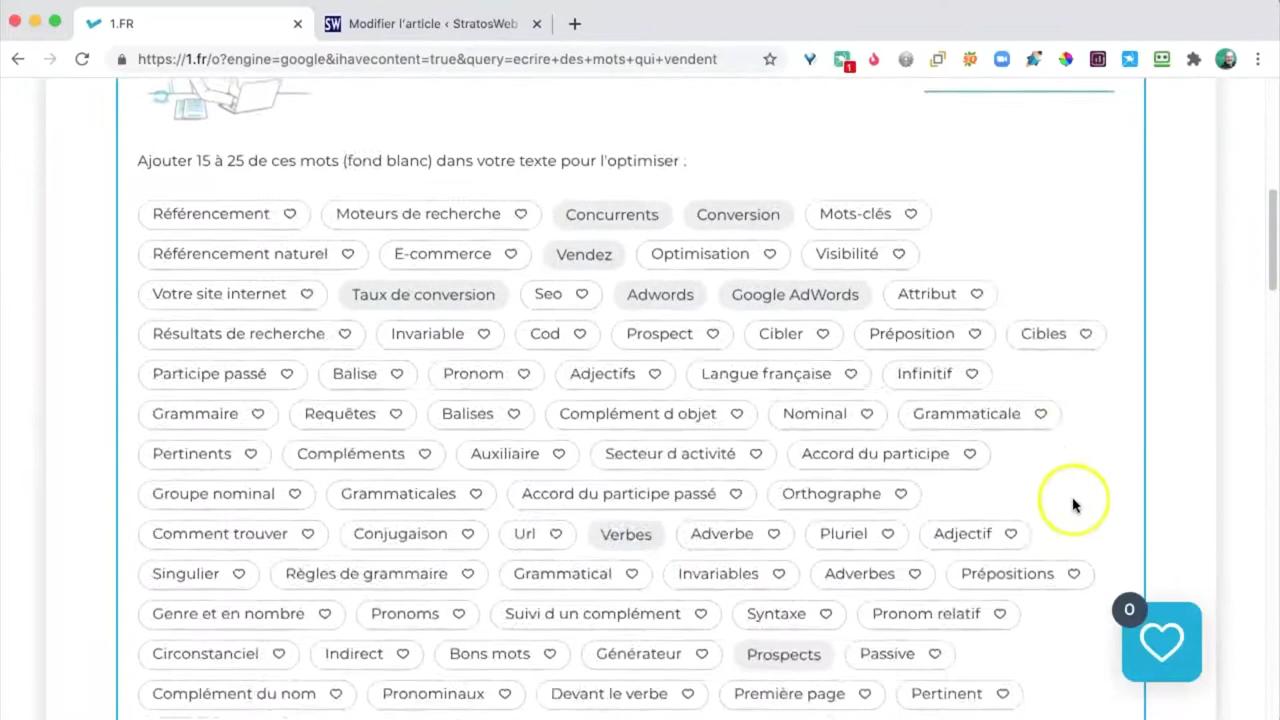 1.FR
Modifier l'article ‹ StratosWeb
https://1.fr/o?engine=google&ihavecontent=true&query=ecrire+des+mots+qui+vendent
1
Ajouter 15 à 25 de ces mots (fond blanc) dans votre texte pour l'optimiser :
Référencement Moteurs de recherche Concurrents Conversion Mots-clés
Référencement naturel E-commerce Vendez Optimisation Visibilité
Votre site internet Taux de conversion Seo Adwords Google AdWords Attribut
Résultats de recherche Invariable Cod Prospect Cibler Préposition Cibles
Participe passé Balise Pronom Adjectifs Langue française Infinitif
Grammaire Requêtes Balises Complément d objet Nominal Grammaticale
Pertinents Compléments Auxiliaire Secteur d activité Accord du participe
Groupe nominal Grammaticales Accord du participe passé Orthographe
Comment trouver Conjugaison Url Verbes Adverbe Pluriel Adjectif
Singulier Règles de grammaire Grammatical Invariables Adverbes Prépositions
Genre et en nombre Pronoms Suivi d un complément Syntaxe Pronom relatif
0
Circonstanciel Indirect Bons mots Générateur Prospects Passive
Complément du nom Pronominaux Devant le verbe Première page Pertinent